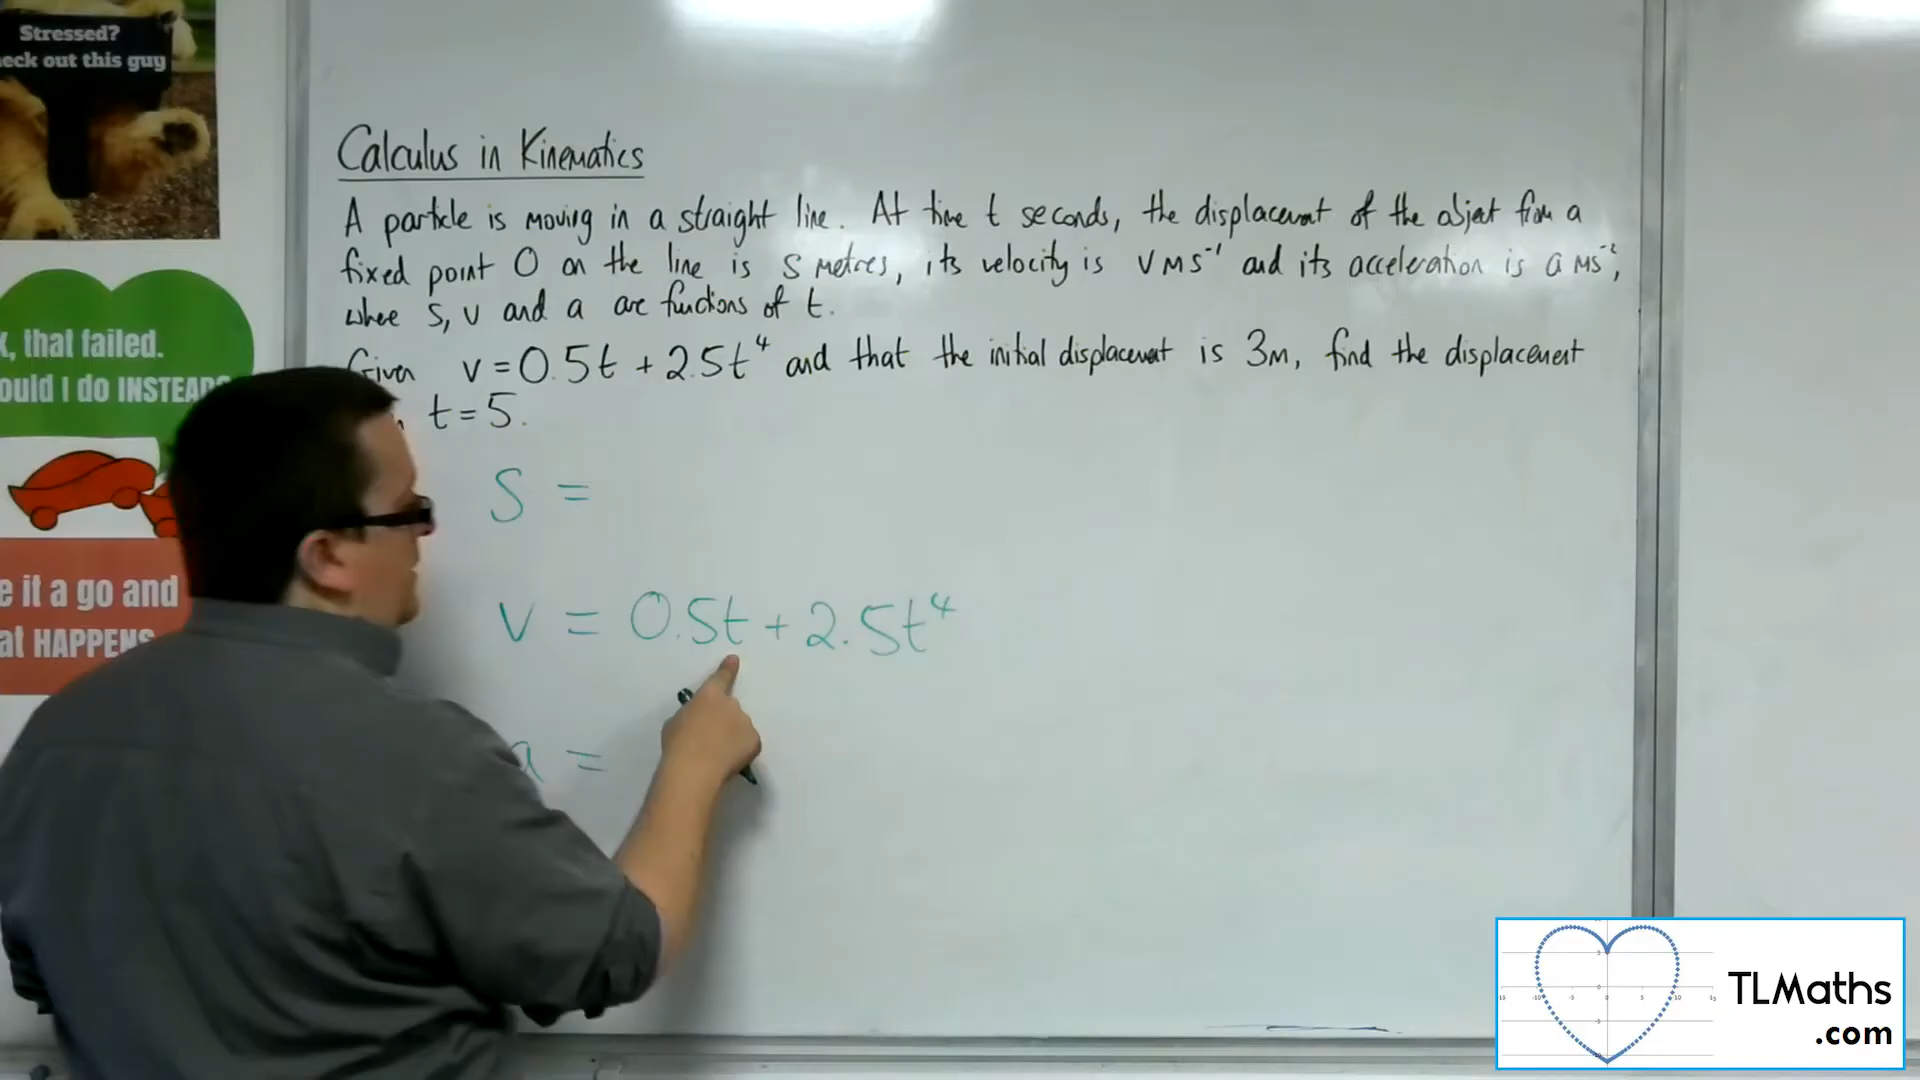 Stressed?
eck out this guy
, that failed.
ould I do INSTEAD?
e it a go and
at HAPPENS
Calculus in Kinematics
A particle is moving in a straight line. At time t seconds, the displacement of the object from a
fixed point O on the line is s metres, its velocity is v ms⁻¹ and its acceleration is a ms⁻²,
where s, v and a are functions of t.
Given v = 0.5t + 2.5t⁴ and that the initial displacement is 3m, find the displacement
t = 5.
S =
v = 0.5t + 2.5t⁴
a =
TLMaths
.com